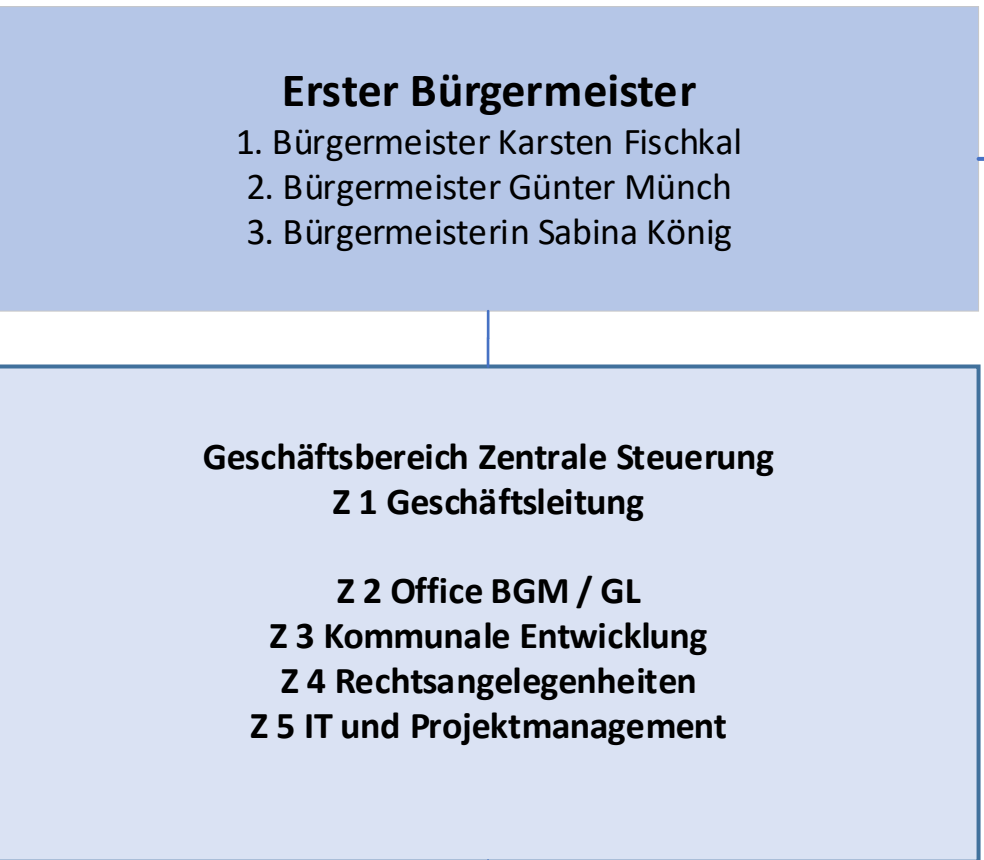 Erster Bürgermeister
1. Bürgermeister Karsten Fischkal
2. Bürgermeister Günter Münch
3. Bürgermeisterin Sabina König
Geschäftsbereich Zentrale Steuerung
Z 1 Geschäftsleitung
Z 2 Office BGM / GL
Z 3 Kommunale Entwicklung
Z 4 Rechtsangelegenheiten
Z 5 IT und Projektmanagement